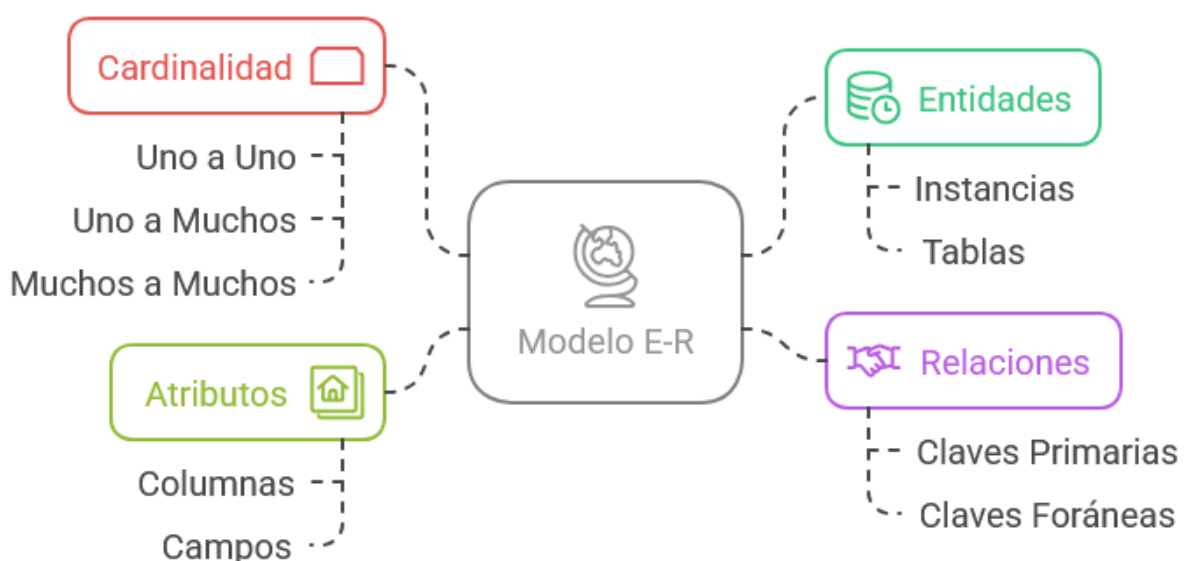 Cardinalidad
Uno a Uno
Uno a Muchos
Muchos a Muchos
Atributos
Columnas
Campos
Modelo E-R
Entidades
Instancias
Tablas
Relaciones
Claves Primarias
Claves Foráneas